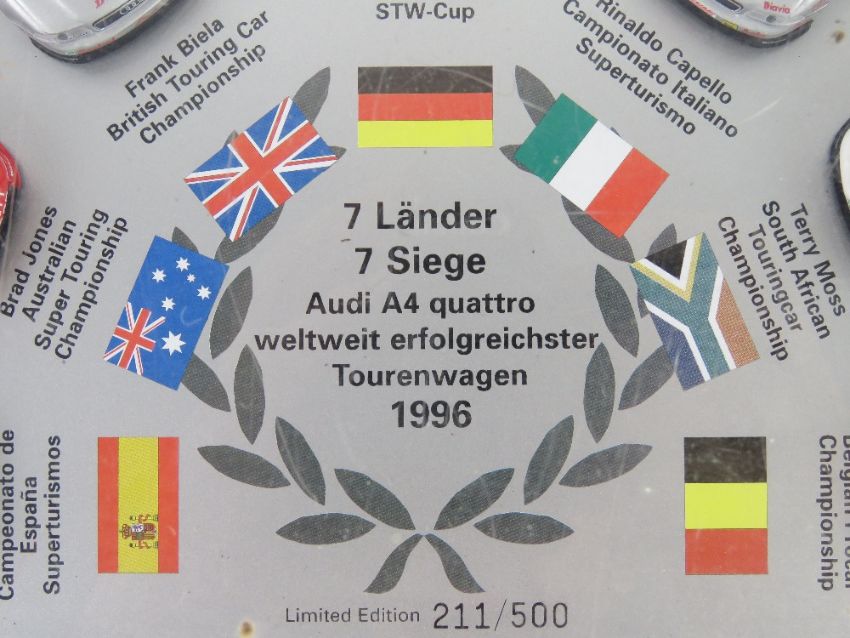 STW-Cup
Frank Biela
British Touring Car
Championship
Rinaldo Capello
Campionato Italiano
Superturismo
Brad Jones
Australian
Super Touring
Championship
Terry Moss
South African
Touringcar
Championship
7 Länder
7 Siege
Audi A4 quattro
weltweit erfolgreichster
Tourenwagen
1996
Campeonato de
España
Superturismos
Championship
Limited Edition 211/500